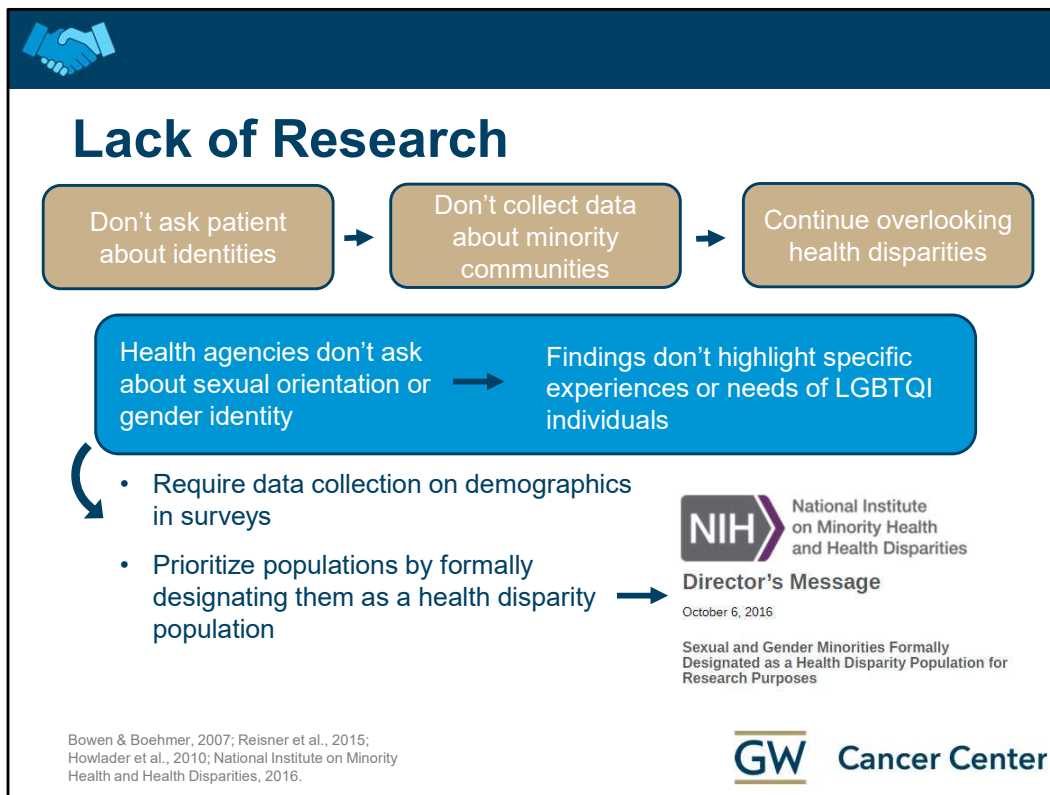 Lack of Research
Don’t ask patient
about identities
Don’t collect data
about minority
communities
Continue overlooking
health disparities
Health agencies don’t ask
about sexual orientation or
gender identity
Findings don’t highlight specific
experiences or needs of LGBTQI
individuals
• Require data collection on demographics
in surveys
• Prioritize populations by formally
designating them as a health disparity
population
NIH
National Institute
on Minority Health
and Health Disparities
Director’s Message
October 6, 2016
Sexual and Gender Minorities Formally
Designated as a Health Disparity Population for
Research Purposes
Bowen & Boehmer, 2007; Reisner et al., 2015;
Howlader et al., 2010; National Institute on Minority
Health and Health Disparities, 2016.
GW Cancer Center